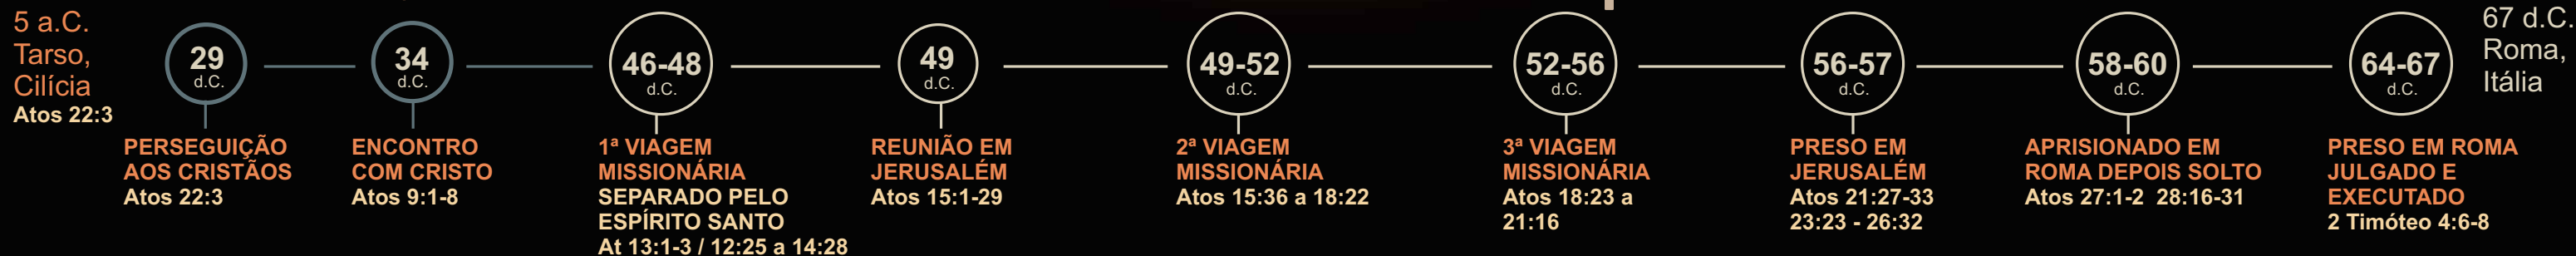 5 a.C.
Tarso,
Cilícia
Atos 22:3
29
d.C.
PERSEGUIÇÃO
AOS CRISTÃOS
Atos 22:3
34
d.C.
ENCONTRO
COM CRISTO
Atos 9:1-8
46-48
d.C.
1ª VIAGEM
MISSIONÁRIA
SEPARADO PELO
ESPÍRITO SANTO
At 13:1-3 / 12:25 a 14:28
49
d.C.
REUNIÃO EM
JERUSALÉM
Atos 15:1-29
49-52
d.C.
2ª VIAGEM
MISSIONÁRIA
Atos 15:36 a 18:22
52-56
d.C.
3ª VIAGEM
MISSIONÁRIA
Atos 18:23 a
21:16
56-57
d.C.
PRESO EM
JERUSALÉM
Atos 21:27-33
23:23 - 26:32
58-60
d.C.
APRISIONADO EM
ROMA DEPOIS SOLTO
Atos 27:1-2  28:16-31
64-67
d.C.
PRESO EM ROMA
JULGADO E
EXECUTADO
2 Timóteo 4:6-8
67 d.C.
Roma,
Itália